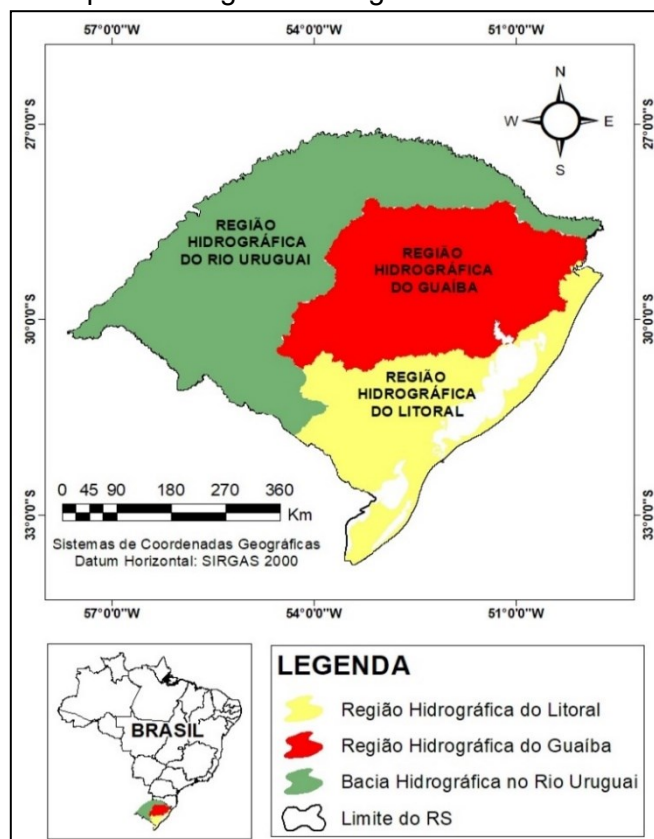 57°0'0"W 54°0'0"W 51°0'0"W
N
W E
S
27°0'0"S 27°0'0"S
REGIÃO
HIDROGRÁFICA
DO RIO URUGUAI
REGIÃO
HIDROGRÁFICA
DO GUAÍBA
30°0'0"S 30°0'0"S
REGIÃO
HIDROGRÁFICA
DO LITORAL
0 45 90 180 270 360
Km
33°0'0"S 33°0'0"S
Sistemas de Coordenadas Geográficas
Datum Horizontal: SIRGAS 2000
57°0'0"W 54°0'0"W 51°0'0"W
BRASIL
LEGENDA
Região Hidrográfica do Litoral
Região Hidrográfica do Guaíba
Bacia Hidrográfica no Rio Uruguai
Limite do RS